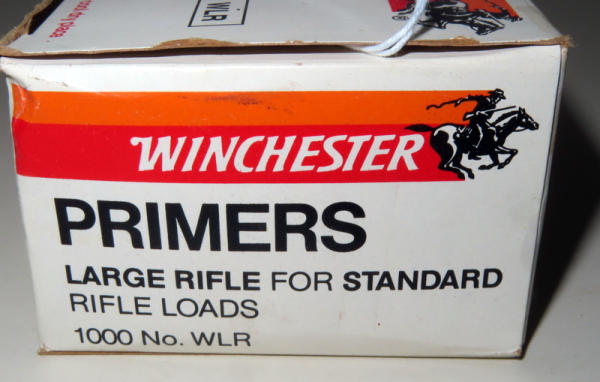 WLR
WINCHESTER
PRIMERS
LARGE RIFLE FOR STANDARD
RIFLE LOADS
1000 No. WLR